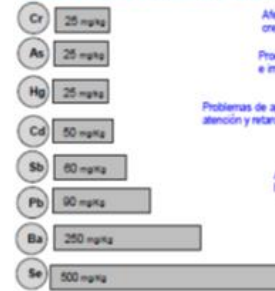 Cr 25 mg/Kg
As 25 mg/Kg
Hg 25 mg/Kg
Cd 50 mg/Kg
Sb 60 mg/Kg
Pb 90 mg/Kg
Ba 250 mg/Kg
Se 500 mg/Kg
Problemas de a
atención y retar